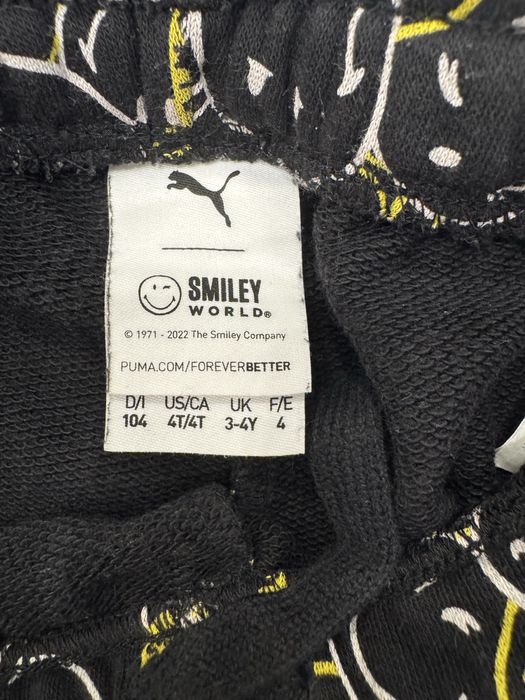 SMILEY
WORLD®
© 1971 - 2022 The Smiley Company
PUMA.COM/FOREVERBETTER
D/I US/CA UK F/E
104 4T/4T 3-4Y 4